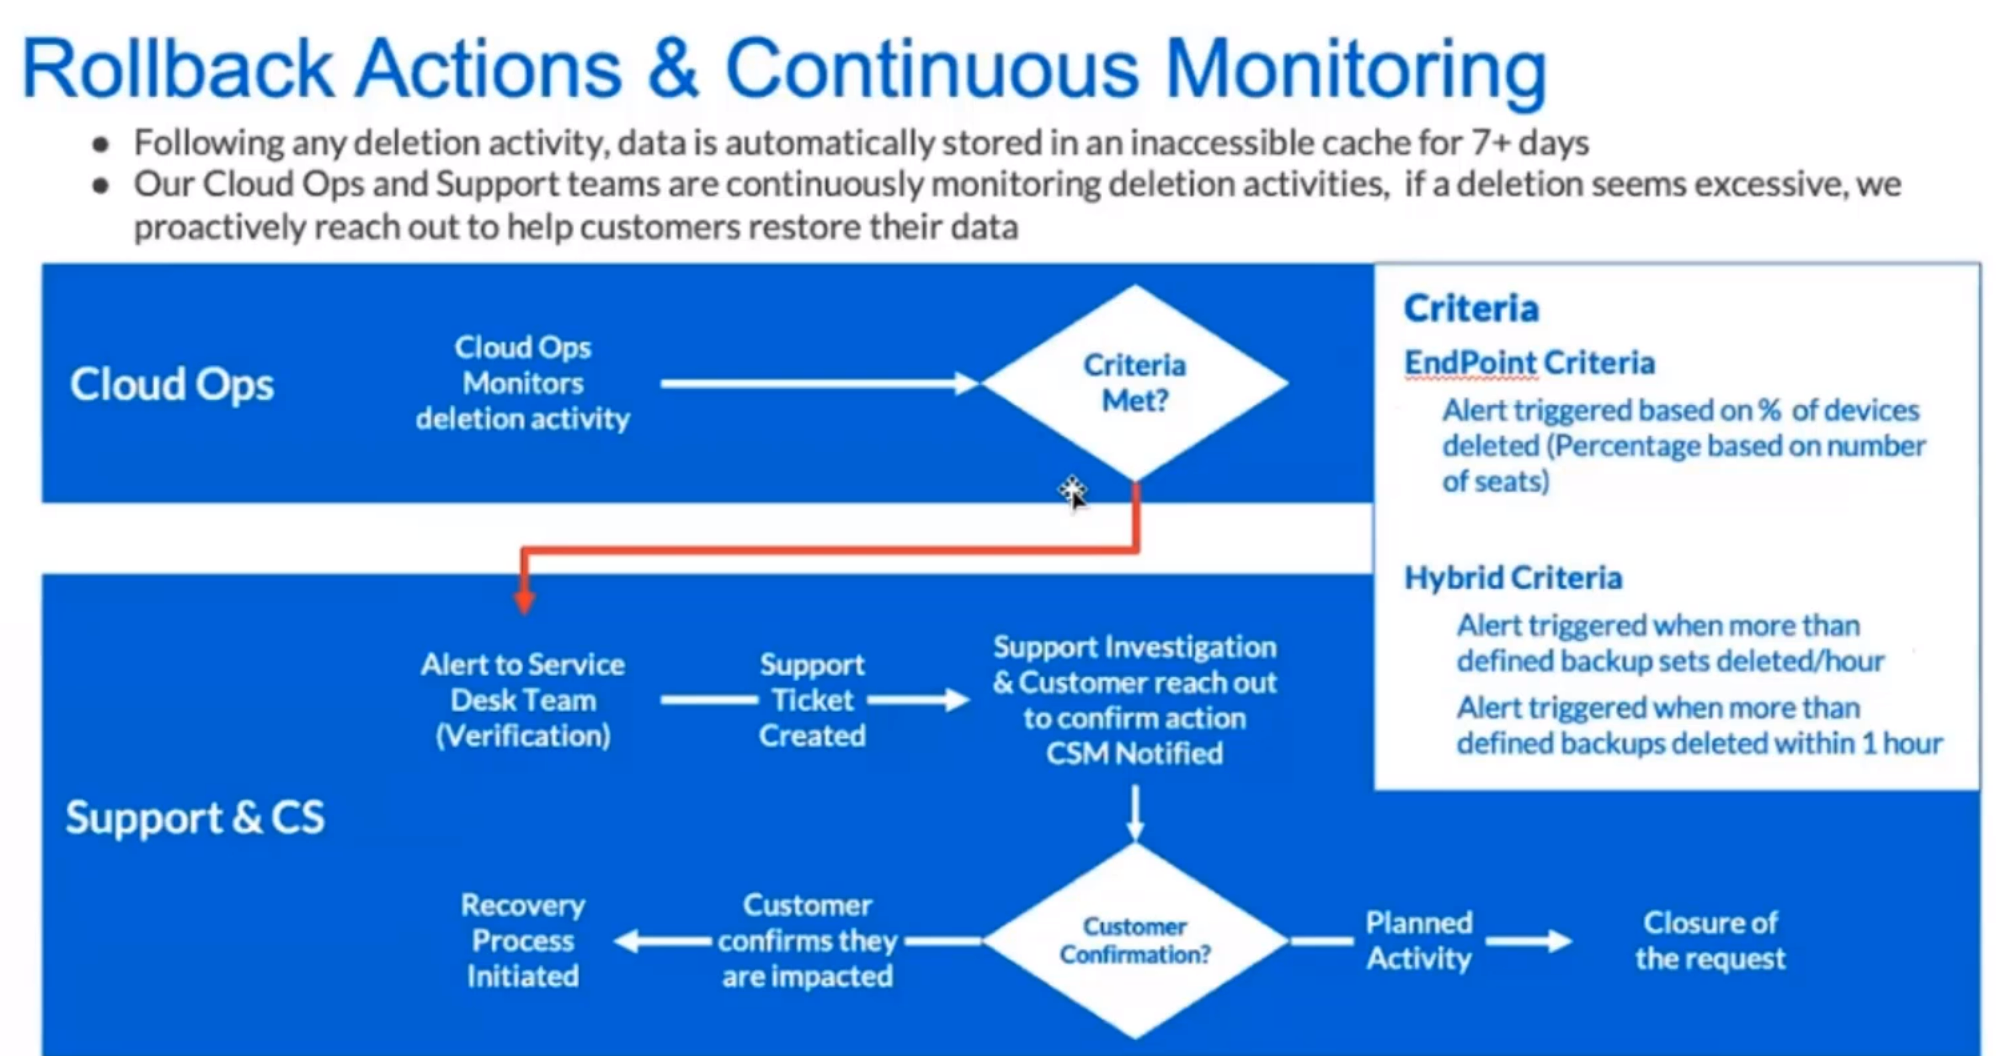 Rollback Actions & Continuous Monitoring
● Following any deletion activity, data is automatically stored in an inaccessible cache for 7+ days
● Our Cloud Ops and Support teams are continuously monitoring deletion activities, if a deletion seems excessive, we
proactively reach out to help customers restore their data
Cloud Ops
Cloud Ops
Monitors
deletion activity
Criteria
Met?
Criteria
EndPoint Criteria
Alert triggered based on % of devices
deleted (Percentage based on number
of seats)
Hybrid Criteria
Alert triggered when more than
defined backup sets deleted/hour
Alert triggered when more than
defined backups deleted within 1 hour
Support & CS
Alert to Service
Desk Team
(Verification)
Support
Ticket
Created
Support Investigation
& Customer reach out
to confirm action
CSM Notified
Customer
Confirmation?
Customer
confirms they
are impacted
Recovery
Process
Initiated
Planned
Activity
Closure of
the request